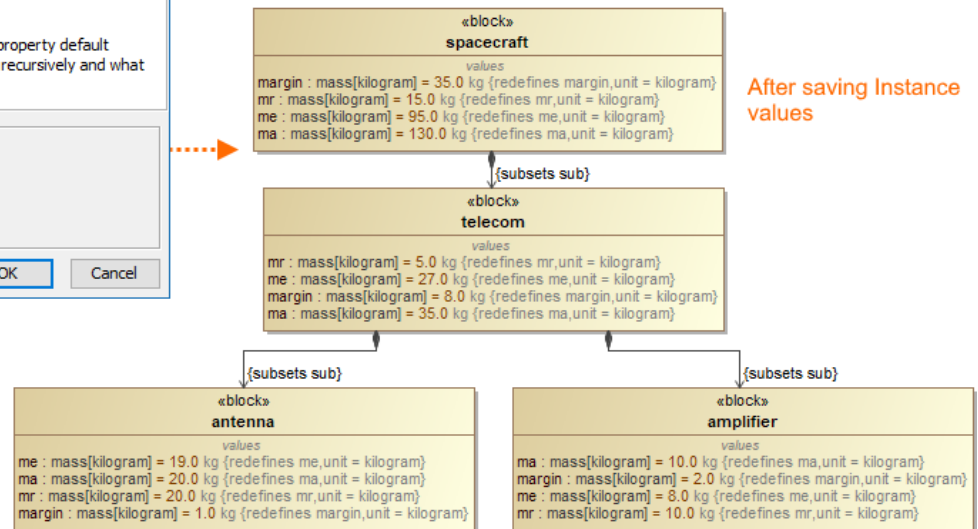 property default
recursively and what
OK
Cancel
After saving Instance
values
«block»
spacecraft
values
margin : mass[kilogram] = 35.0 kg {redefines margin,unit = kilogram}
mr : mass[kilogram] = 15.0 kg {redefines mr,unit = kilogram}
me : mass[kilogram] = 95.0 kg {redefines me,unit = kilogram}
ma : mass[kilogram] = 130.0 kg {redefines ma,unit = kilogram}
{subsets sub}
«block»
telecom
values
mr : mass[kilogram] = 5.0 kg {redefines mr,unit = kilogram}
me : mass[kilogram] = 27.0 kg {redefines me,unit = kilogram}
margin : mass[kilogram] = 8.0 kg {redefines margin,unit = kilogram}
ma : mass[kilogram] = 35.0 kg {redefines ma,unit = kilogram}
{subsets sub}
«block»
antenna
values
me : mass[kilogram] = 19.0 kg {redefines me,unit = kilogram}
ma : mass[kilogram] = 20.0 kg {redefines ma,unit = kilogram}
mr : mass[kilogram] = 20.0 kg {redefines mr,unit = kilogram}
margin : mass[kilogram] = 1.0 kg {redefines margin,unit = kilogram}
{subsets sub}
«block»
amplifier
values
ma : mass[kilogram] = 10.0 kg {redefines ma,unit = kilogram}
margin : mass[kilogram] = 2.0 kg {redefines margin,unit = kilogram}
me : mass[kilogram] = 8.0 kg {redefines me,unit = kilogram}
mr : mass[kilogram] = 10.0 kg {redefines mr,unit = kilogram}